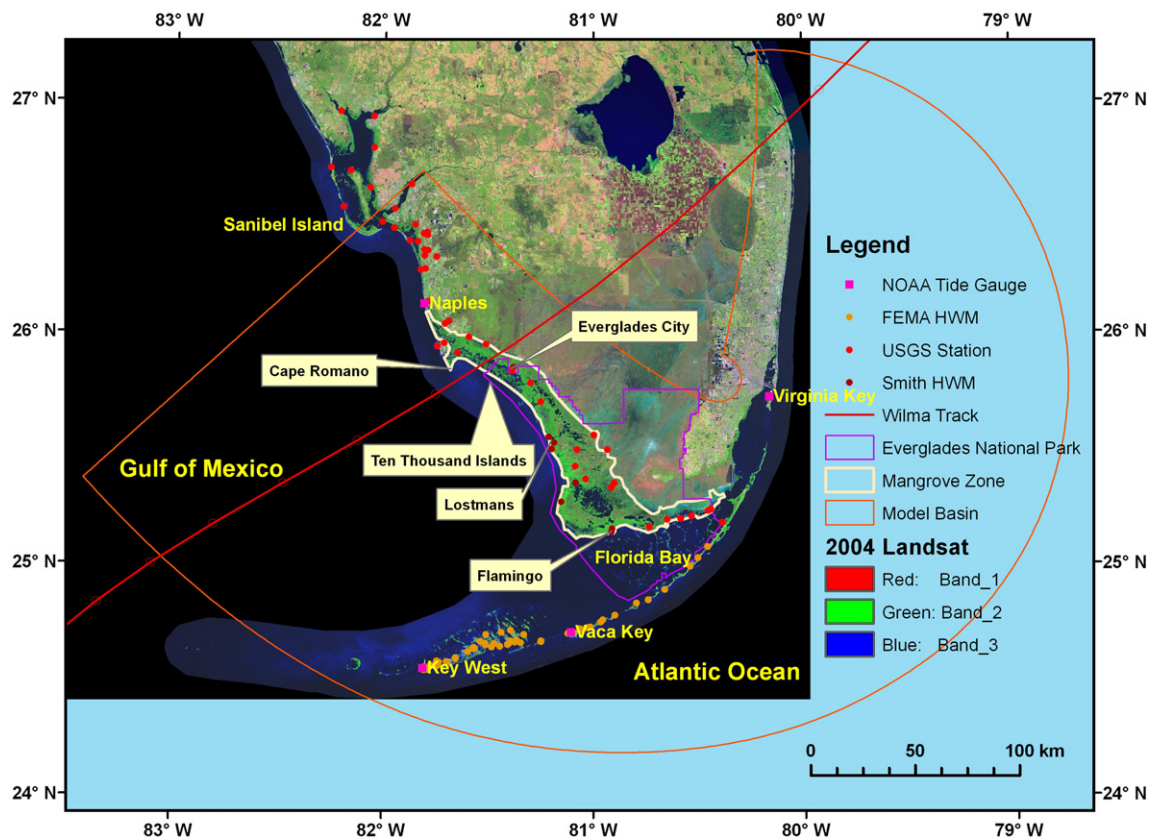 83° W
82° W
81° W
80° W
79° W
27° N
27° N
Sanibel Island
Legend
NOAA Tide Gauge
FEMA HWM
USGS Station
Smith HWM
Wilma Track
Everglades National Park
Mangrove Zone
Model Basin
2004 Landsat
Red: Band_1
Green: Band_2
Blue: Band_3
Naples
26° N
26° N
Everglades City
Cape Romano
Virginia Key
Ten Thousand Islands
Gulf of Mexico
Lostmans
25° N
25° N
Florida Bay
Flamingo
Vaca Key
Key West
Atlantic Ocean
0 50 100 km
24° N
24° N
83° W
82° W
81° W
80° W
79° W